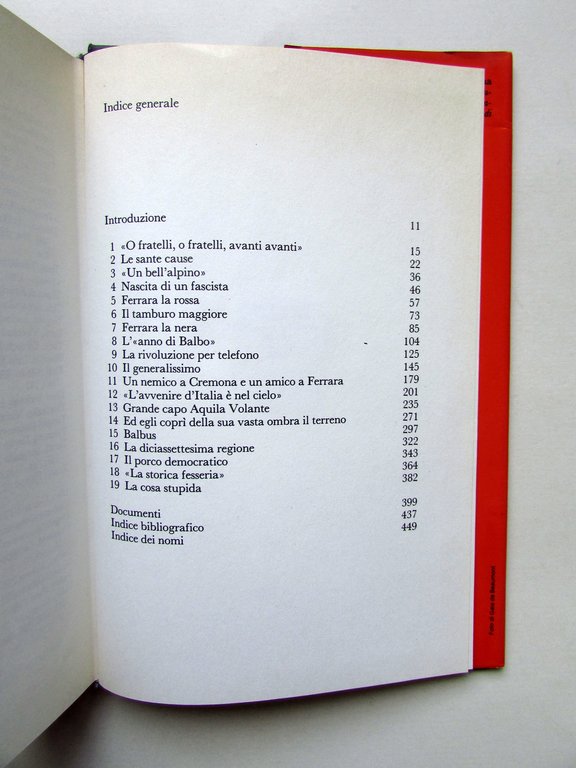 Indice generale
Introduzione 11
1 «O fratelli, o fratelli, avanti avanti» 15
2 Le sante cause 22
3 «Un bell'alpino» 36
4 Nascita di un fascista 46
5 Ferrara la rossa 57
6 Il tamburo maggiore 73
7 Ferrara la nera 85
8 L'«anno di Balbo» 104
9 La rivoluzione per telefono 125
10 Il generalissimo 145
11 Un nemico a Cremona e un amico a Ferrara 179
12 «L'avvenire d'Italia è nel cielo» 201
13 Grande capo Aquila Volante 235
14 Ed egli coprì della sua vasta ombra il terreno 271
15 Balbus 297
16 La diciassettesima regione 322
17 Il porco democratico 343
18 «La storica fesseria» 364
19 La cosa stupida 382
Documenti 399
Indice bibliografico 437
Indice dei nomi 449